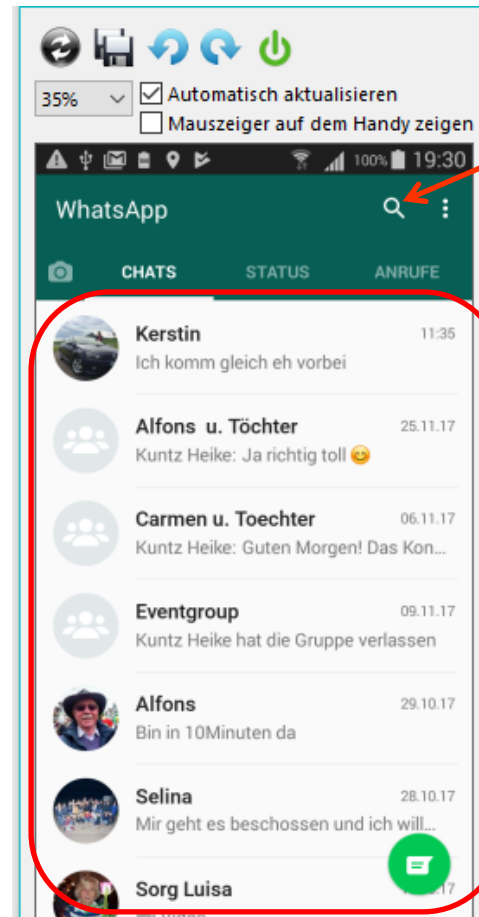 35%
Automatisch aktualisieren
Mauszeiger auf dem Handy zeigen
100% 19:30
WhatsApp
CHATS STATUS ANRUFE
Kerstin 11:35
Ich komm gleich eh vorbei
Alfons u. Töchter 25.11.17
Kuntz Heike: Ja richtig toll 😊
Carmen u. Toechter 06.11.17
Kuntz Heike: Guten Morgen! Das Kon...
Eventgroup 09.11.17
Kuntz Heike hat die Gruppe verlassen
Alfons 29.10.17
Bin in 10Minuten da
Selina 28.10.17
Mir geht es beschossen und ich will...
Sorg Luisa
Video